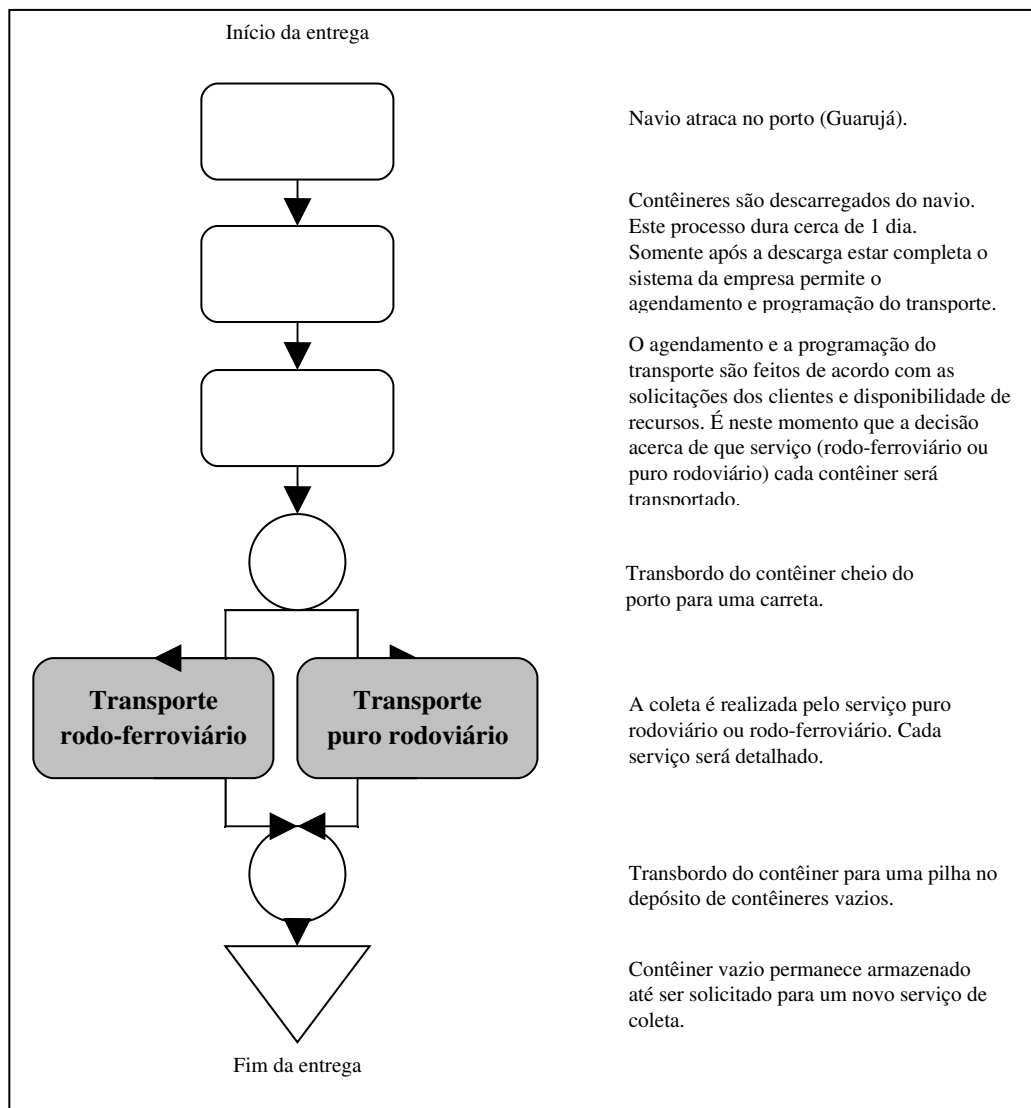 Início da entrega
Navio atraca no porto (Guarujá).
Contêineres são descarregados do navio.
Este processo dura cerca de 1 dia.
Somente após a descarga estar completa o
sistema da empresa permite o
agendamento e programação do transporte.
O agendamento e a programação do
transporte são feitos de acordo com as
solicitações dos clientes e disponibilidade de
recursos. É neste momento que a decisão
acerca de que serviço (rodo-ferroviário ou
puro rodoviário) cada contêiner será
transportado.
Transbordo do contêiner cheio do
porto para uma carreta.
Transporte
rodo-ferroviário
Transporte
puro rodoviário
A coleta é realizada pelo serviço puro
rodoviário ou rodo-ferroviário. Cada
serviço será detalhado.
Transbordo do contêiner para uma pilha no
depósito de contêineres vazios.
Contêiner vazio permanece armazenado
até ser solicitado para um novo serviço de
coleta.
Fim da entrega